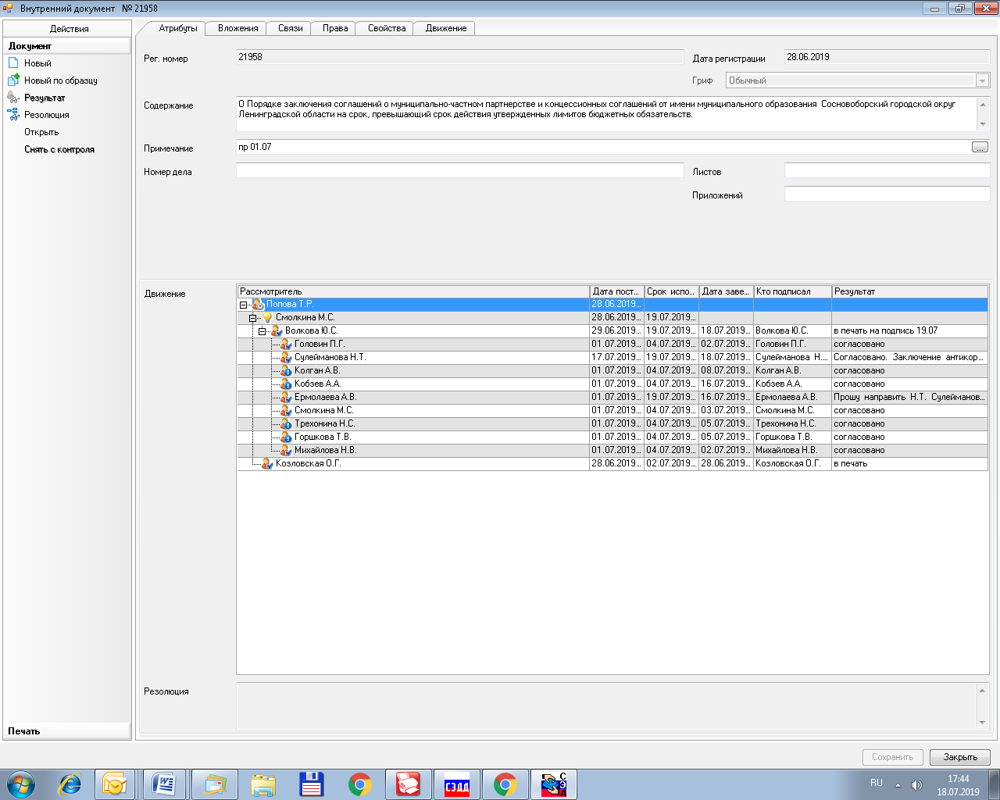 Внутренний документ № 21958
Действия
Документ
Новый
Новый по образцу
Результат
Резолюция
Открыть
Снять с контроля
Печать
Атрибуты Вложения Связи Права Свойства Движение
Рег. номер 21958 Дата регистрации 28.06.2019
Гриф Обычный
Содержание О Порядке заключения соглашений о муниципально-частном партнерстве и концессионных соглашений от имени муниципального образования Сосновоборский городской округ
Ленинградской области на срок, превышающий срок действия утвержденных лимитов бюджетных обязательств.
Примечание пр 01.07 ...
Номер дела Листов
Приложений
Движение
Рассмотритель Дата пост... Срок испо... Дата заве... Кто подписал Результат
Попова Т.Р. 28.06.2019...
Смолкина М.С. 28.06.2019... 19.07.2019...
Волкова Ю.С. 29.06.2019... 19.07.2019... 18.07.2019... Волкова Ю.С. в печать на подпись 19.07
Головин П.Г. 01.07.2019... 04.07.2019... 02.07.2019... Головин П.Г. согласовано
Сулейманова Н.Т. 17.07.2019... 19.07.2019... 18.07.2019... Сулейманова Н.... Согласовано. Заключение антикор...
Колган А.В. 01.07.2019... 04.07.2019... 08.07.2019... Колган А.В. согласовано
Кобзев А.А. 01.07.2019... 04.07.2019... 16.07.2019... Кобзев А.А. согласовано
Ермолаева А.В. 01.07.2019... 19.07.2019... 16.07.2019... Ермолаева А.В. Прошу направить Н.Т. Сулейманов...
Смолкина М.С. 01.07.2019... 04.07.2019... 03.07.2019... Смолкина М.С. согласовано
Трехонина Н.С. 01.07.2019... 04.07.2019... 05.07.2019... Трехонина Н.С. согласовано
Горшкова Т.В. 01.07.2019... 04.07.2019... 05.07.2019... Горшкова Т.В. согласовано
Михайлова Н.В. 01.07.2019... 04.07.2019... 02.07.2019... Михайлова Н.В. согласовано
Козловская О.Г. 28.06.2019... 02.07.2019... 28.06.2019... Козловская О.Г. в печать
Резолюция
Сохранить Закрыть
СЭДД
СЭД
RU
17:44
18.07.2019